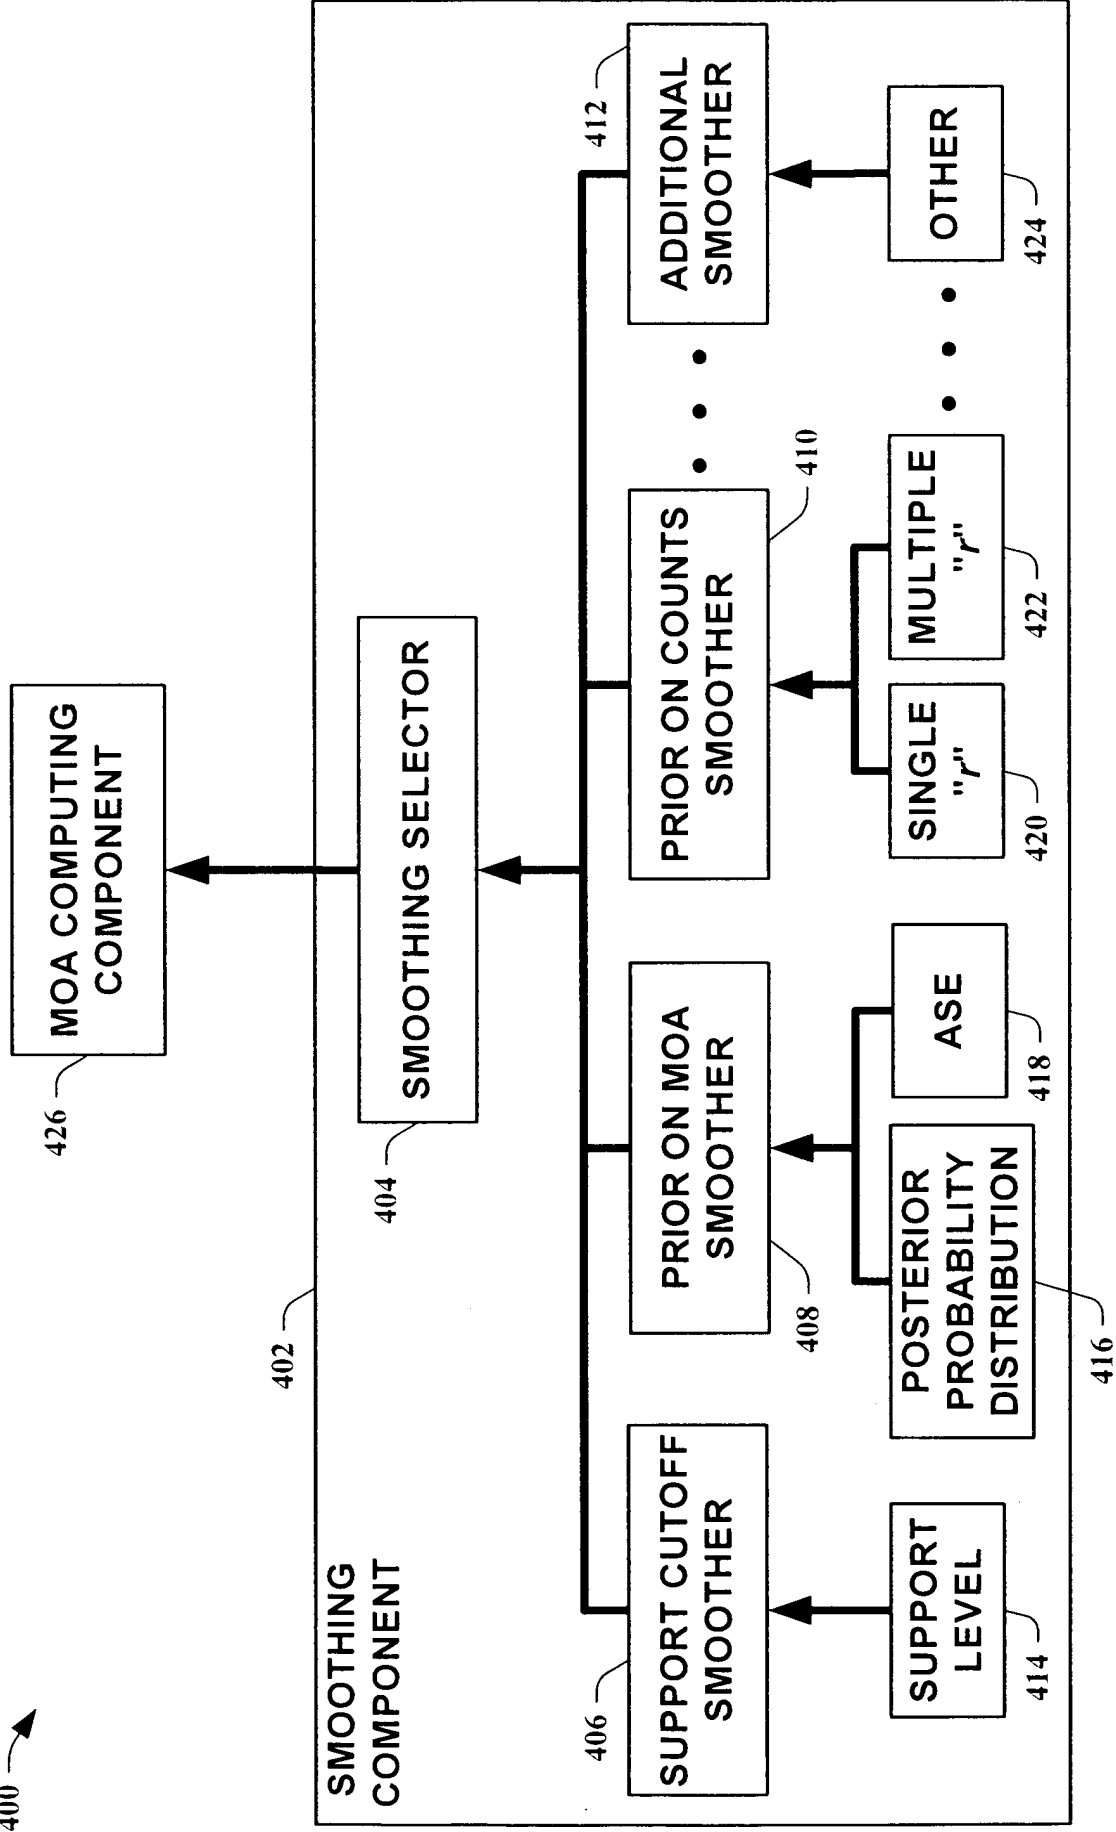 400
MOA COMPUTING
COMPONENT
426
402
SMOOTHING
COMPONENT
SMOOTHING SELECTOR
404
SUPPORT CUTOFF
SMOOTHER
406
PRIOR ON MOA
SMOOTHER
408
PRIOR ON COUNTS
SMOOTHER
410
ADDITIONAL
SMOOTHER
412
SUPPORT
LEVEL
414
POSTERIOR
PROBABILITY
DISTRIBUTION
416
ASE
418
SINGLE
"r"
420
MULTIPLE
"r"
422
OTHER
424